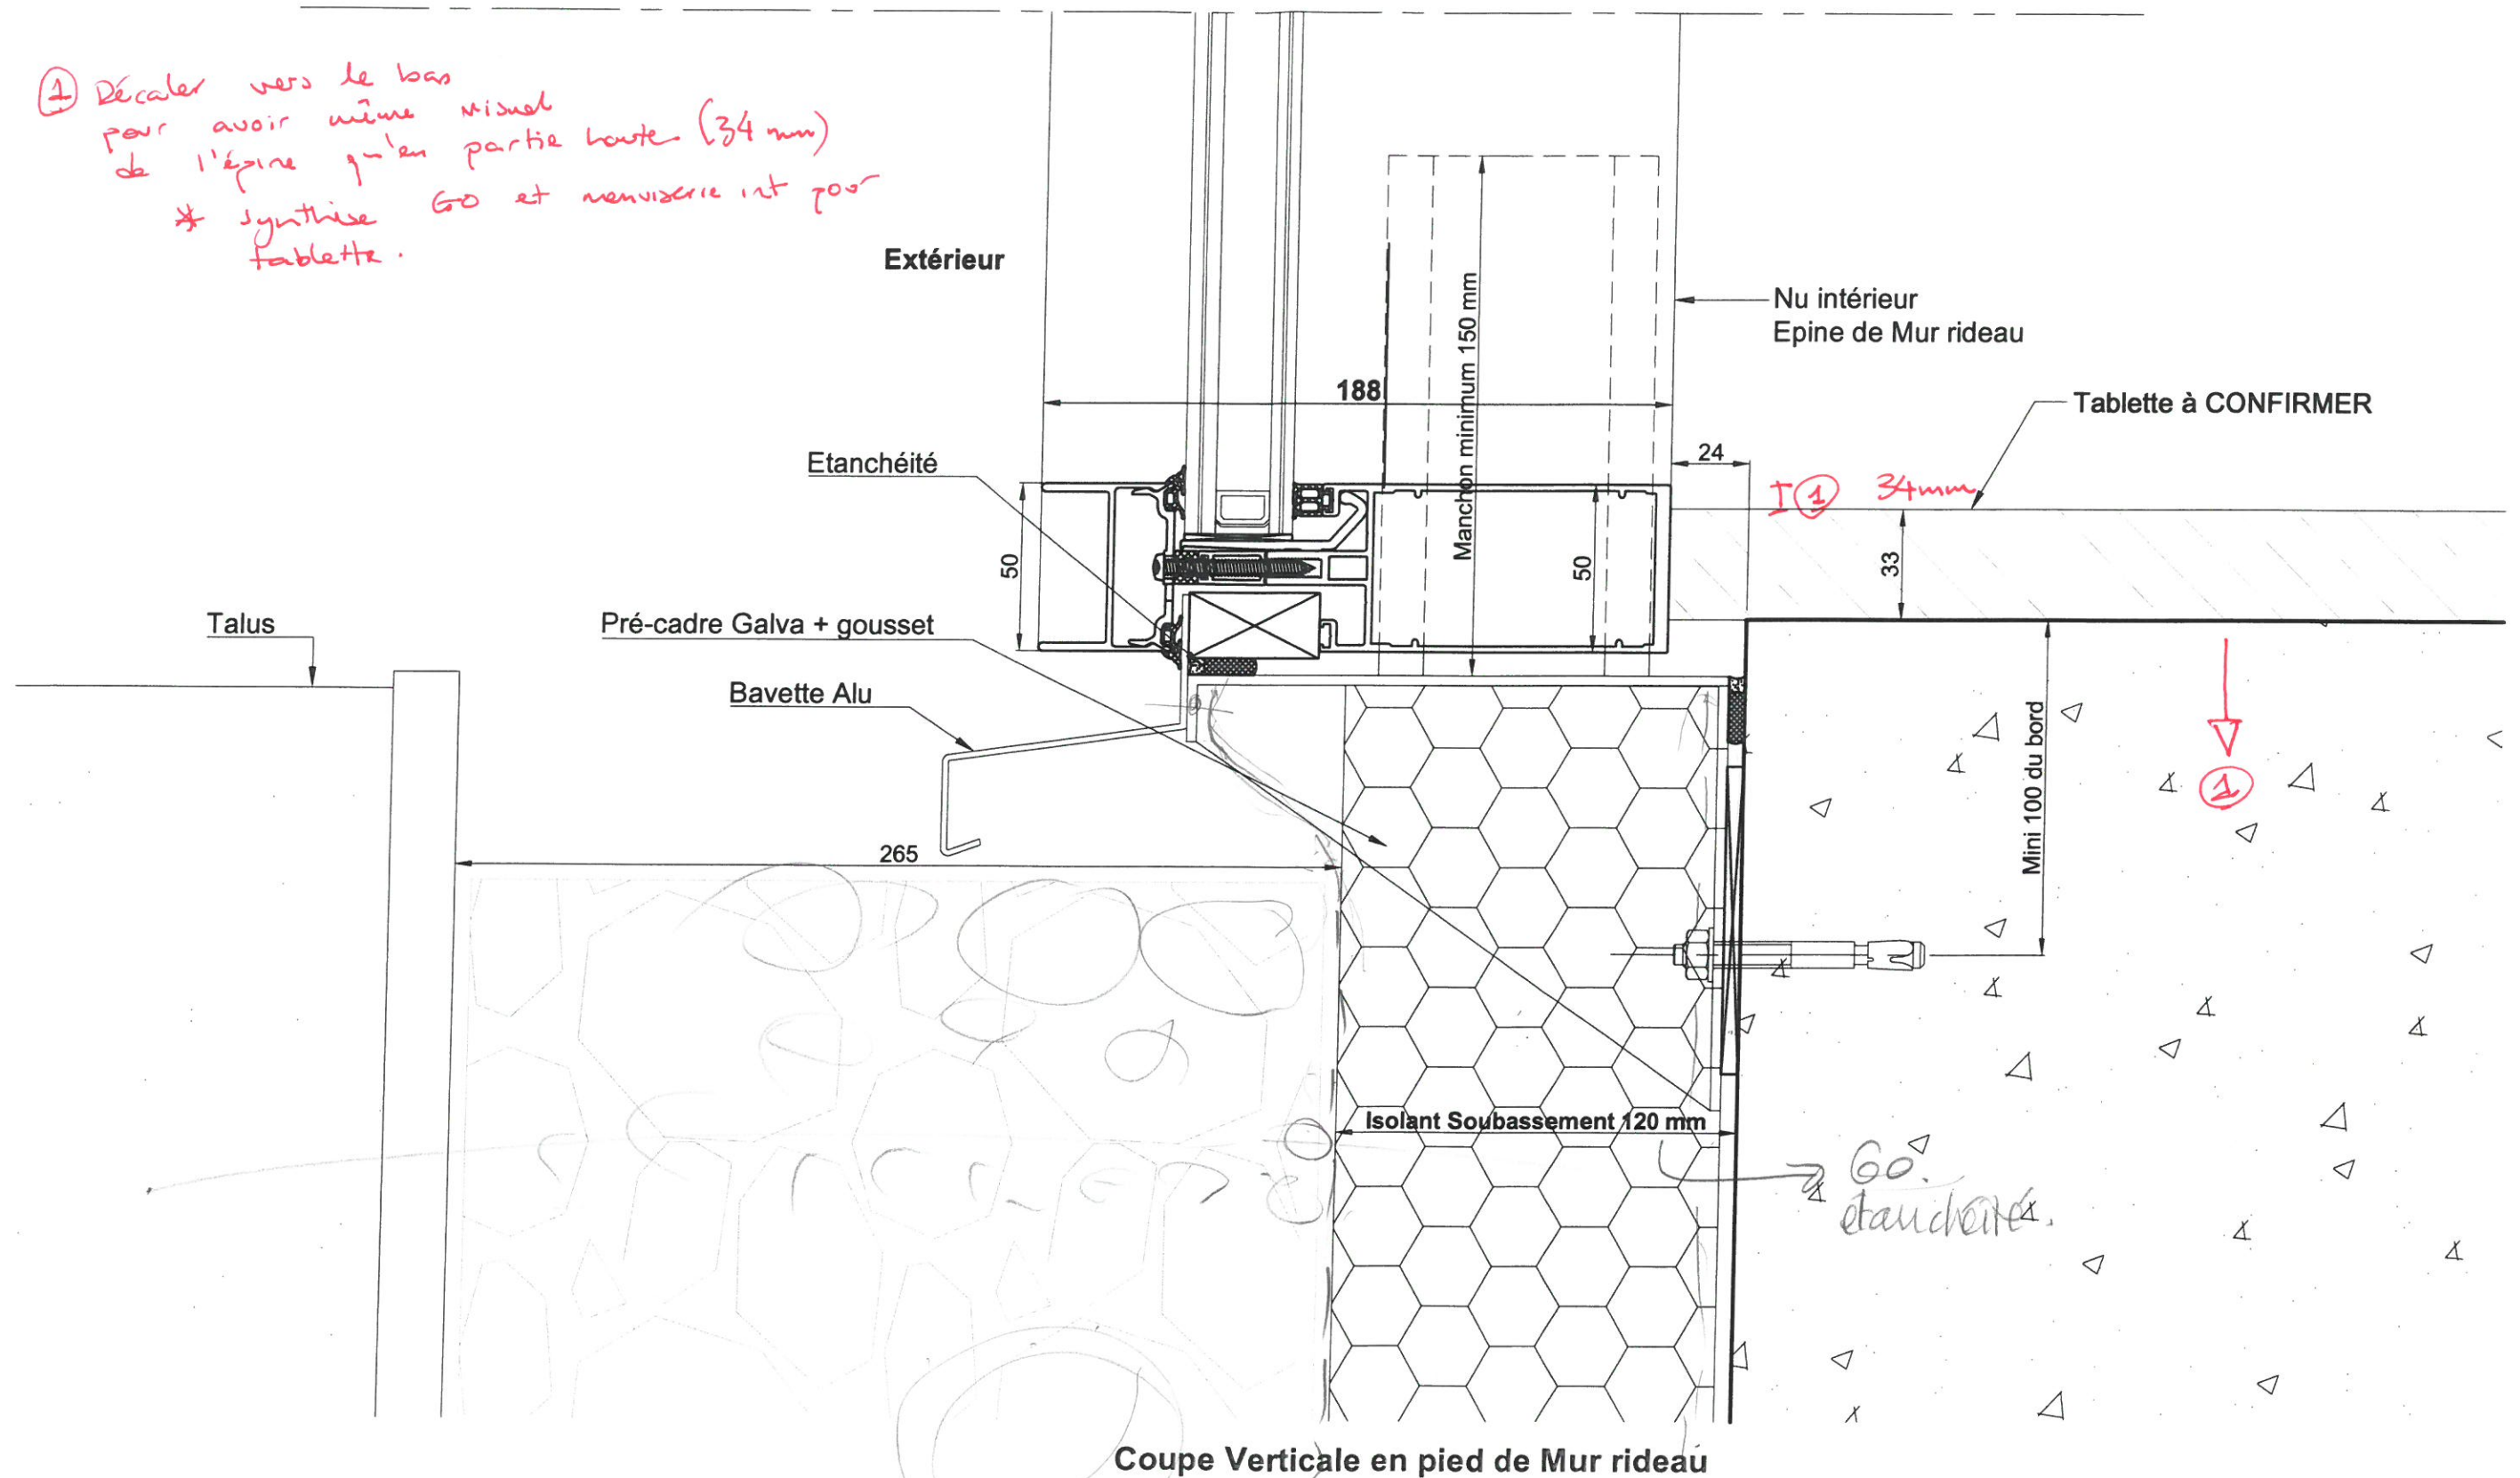 ① Décaler vers le bas
pour avoir même visuel
de l'épine qu'en partie haute (34 mm)
* synthèse GO et menuiserie int pour
tablette.
Extérieur
Manchon minimum 150 mm
Nu intérieur
Epine de Mur rideau
188
Tablette à CONFIRMER
Etanchéité
24
① 34mm
50
50
33
Talus
Pré-cadre Galva + gousset
Bavette Alu
Mini 100 du bord
①
265
Isolant Soubassement 120 mm
GO.
étanchéité.
Coupe Verticale en pied de Mur rideau